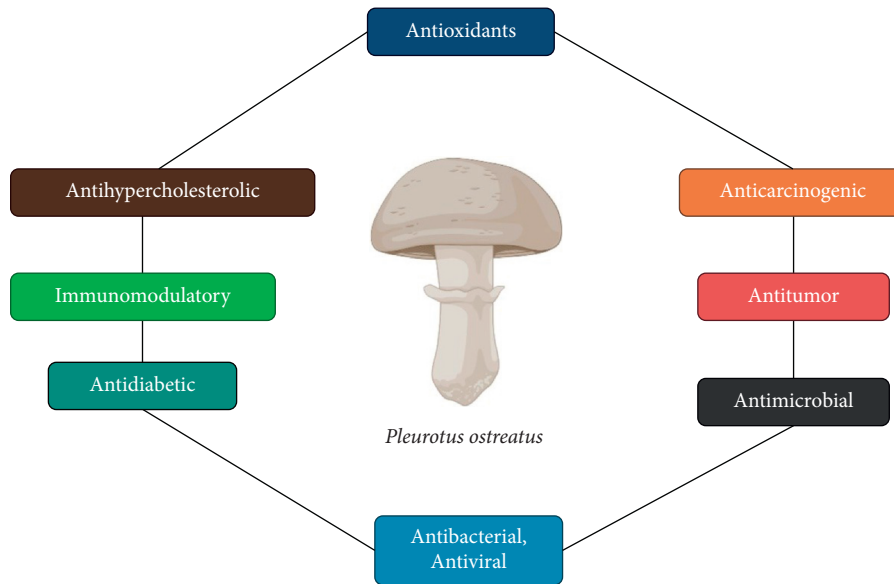 Antioxidants
Antihypercholesterolic
Anticarcinogenic
Immunomodulatory
Antitumor
Antidiabetic
Antimicrobial
Pleurotus ostreatus
Antibacterial,
Antiviral